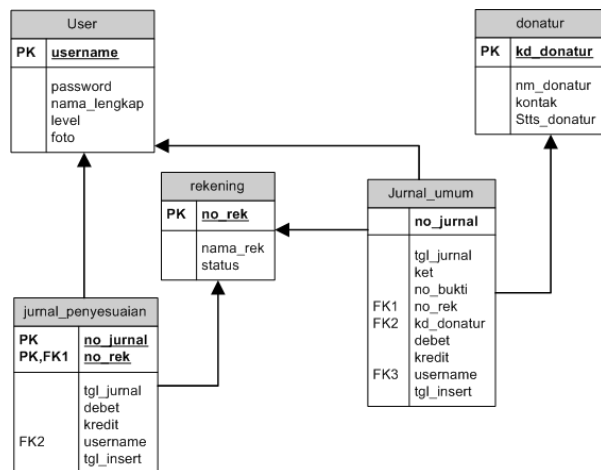 User
PK username
password
nama_lengkap
level
foto
donatur
PK kd_donatur
nm_donatur
kontak
Stts_donatur
rekening
PK no_rek
nama_rek
status
Jurnal_umum
no_jurnal
tgl_jurnal
ket
no_bukti
FK1 no_rek
FK2 kd_donatur
debet
kredit
FK3 username
tgl_insert
jurnal_penyesuaian
PK no_jurnal
PK,FK1 no_rek
tgl_jurnal
debet
kredit
FK2 username
tgl_insert